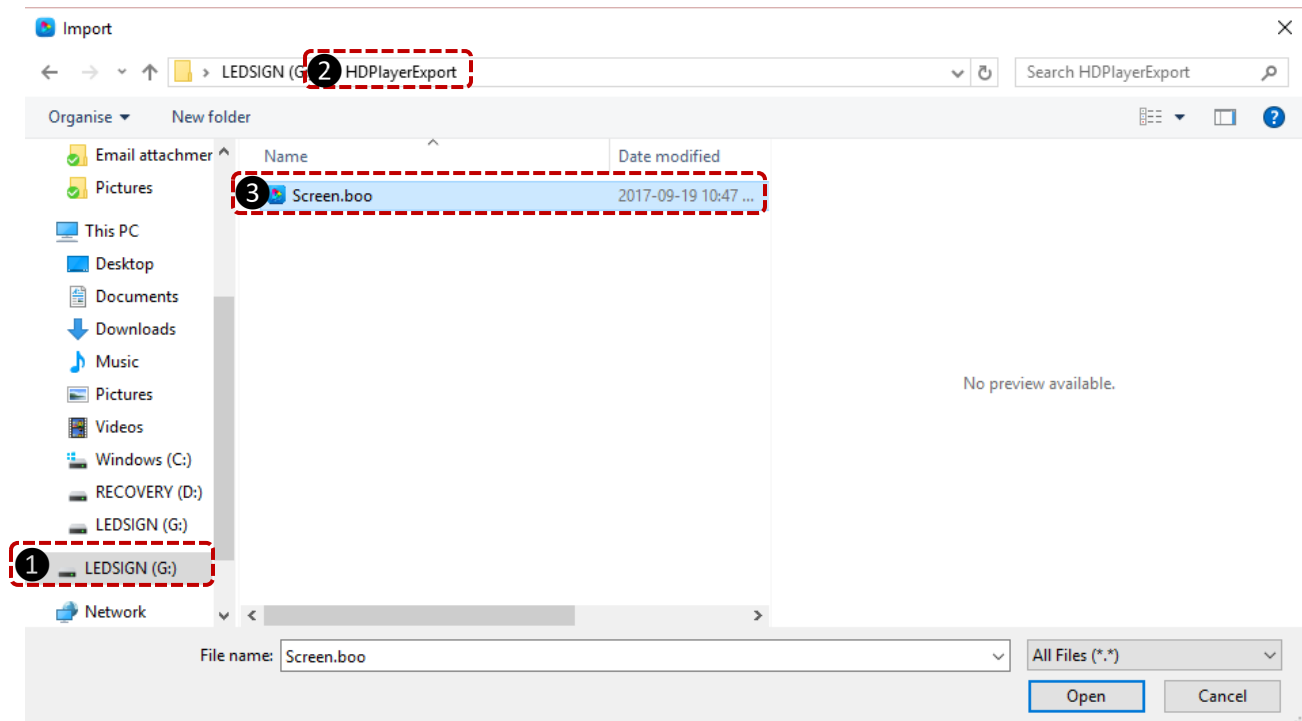 Import
LEDSIGN (G 2 HDPlayerExport
Search HDPlayerExport
Organise
New folder
?
Email attachmer
Pictures
This PC
Desktop
Documents
Downloads
Music
Pictures
Videos
Windows (C:)
RECOVERY (D:)
LEDSIGN (G:)
1 LEDSIGN (G:)
Network
Name
Date modified
3 Screen.boo
2017-09-19 10:47 ...
No preview available.
File name: Screen.boo
All Files (*.*)
Open
Cancel